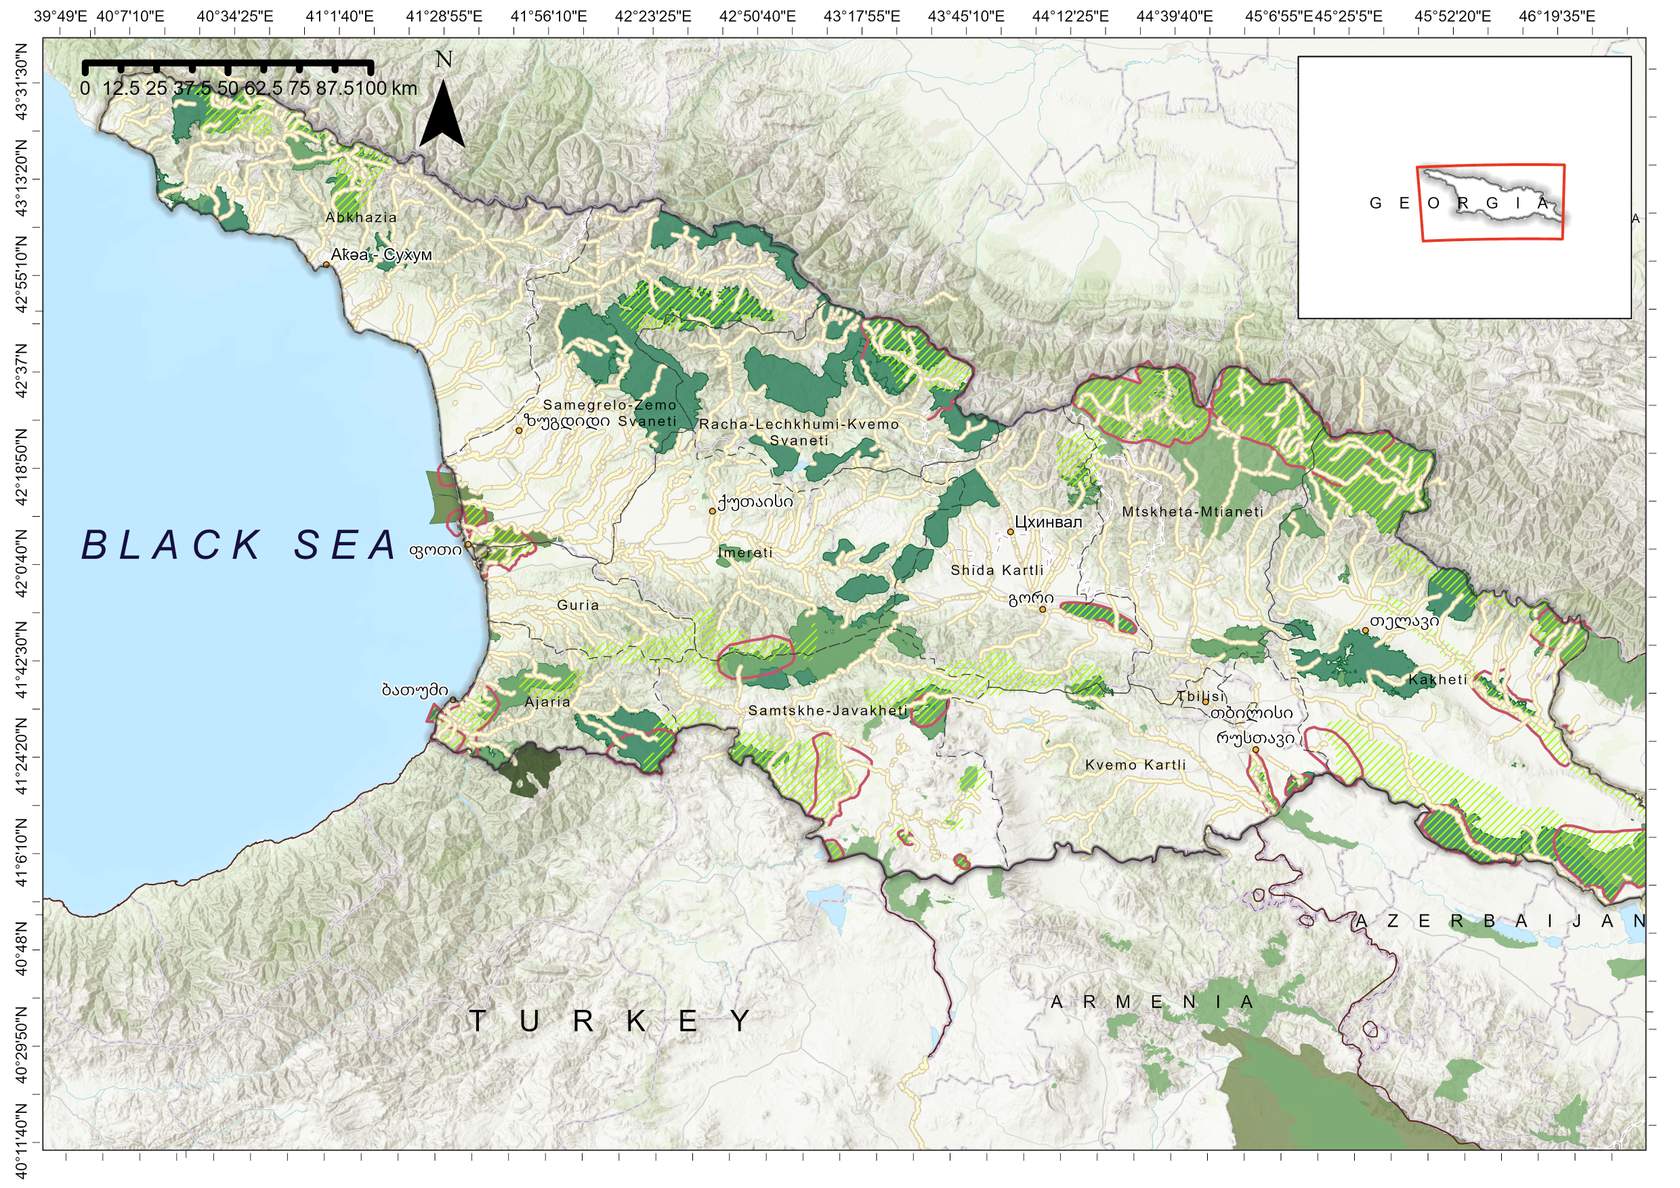 39°49'E 40°7'10"E 40°34'25"E 41°1'40"E 41°28'55"E 41°56'10"E 42°23'25"E 42°50'40"E 43°17'55"E 43°45'10"E 44°12'25"E 44°39'40"E 45°6'55"E 45°25'5"E 45°52'20"E 46°19'35"E
43°31'30"N
43°13'20"N
42°55'10"N
42°37'N
42°18'50"N
42°0'40"N
41°42'30"N
41°24'20"N
41°6'10"N
40°48'N
40°29'50"N
40°11'40"N
0 12.5 25 37.5 50 62.5 75 87.5 100 km
N
GEORGIA
A
Abkhazia
Аҟәа - Сухум
Samegrelo-Zemo
Svaneti
ზუგდიდი
Racha-Lechkhumi-Kvemo
Svaneti
ქუთაისი
Цхинвал
Mtskheta-Mtianeti
BLACK SEA
ფოთი
Imereti
Shida Kartli
გორი
Guria
თელავი
Kakheti
ბათუმი
Ajaria
Samtskhe-Javakheti
Tbilisi
თბილისი
რუსთავი
Kvemo Kartli
AZERBAIJAN
ARMENIA
TURKEY